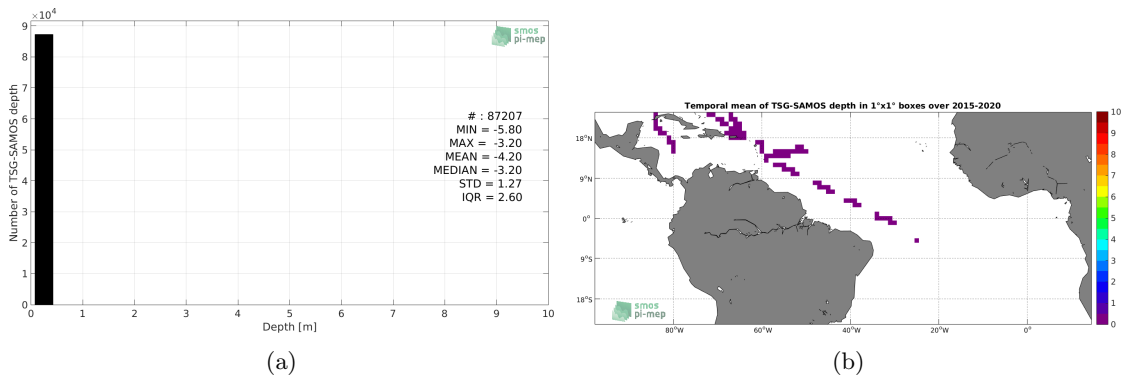 ×10⁴
9
8
7
6
5
4
3
2
1
0
Number of TSG-SAMOS depth
smos
pi-mep
# : 87207
MIN = -5.80
MAX = -3.20
MEAN = -4.20
MEDIAN = -3.20
STD = 1.27
IQR = 2.60
0 1 2 3 4 5 6 7 8 9 10
Depth [m]
(a)
Temporal mean of TSG-SAMOS depth in 1°x1° boxes over 2015-2020
18°N
9°N
0°
9°S
18°S
smos
pi-mep
80°W 60°W 40°W 20°W 0°
10
9
8
7
6
5
4
3
2
1
0
(b)